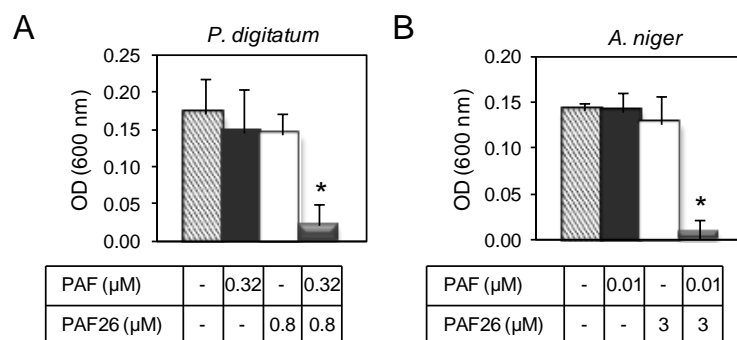 A
P. digitatum
0.25
0.20
0.15
0.10
0.05
0.00
OD (600 nm)
*
PAF (µM) - 0.32 - 0.32
PAF26 (µM) - - 0.8 0.8
B
A. niger
0.20
0.15
0.10
0.05
0.00
OD (600 nm)
*
PAF (µM) - 0.01 - 0.01
PAF26 (µM) - - 3 3